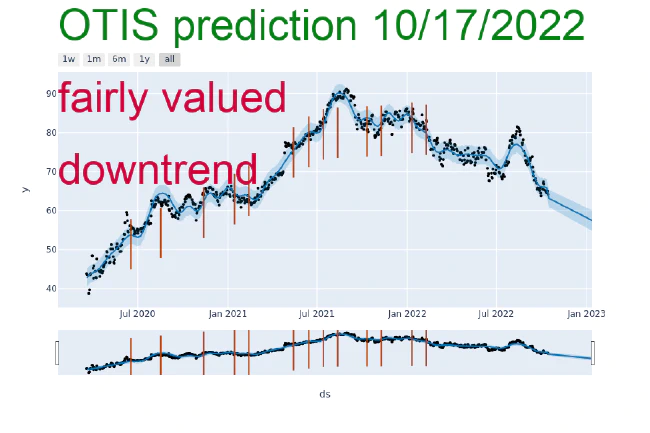 OTIS prediction 10/17/2022
1w 1m 6m 1y all
fairly valued
downtrend
y
90
80
70
60
50
40
Jul 2020 Jan 2021 Jul 2021 Jan 2022 Jul 2022 Jan 2023
ds